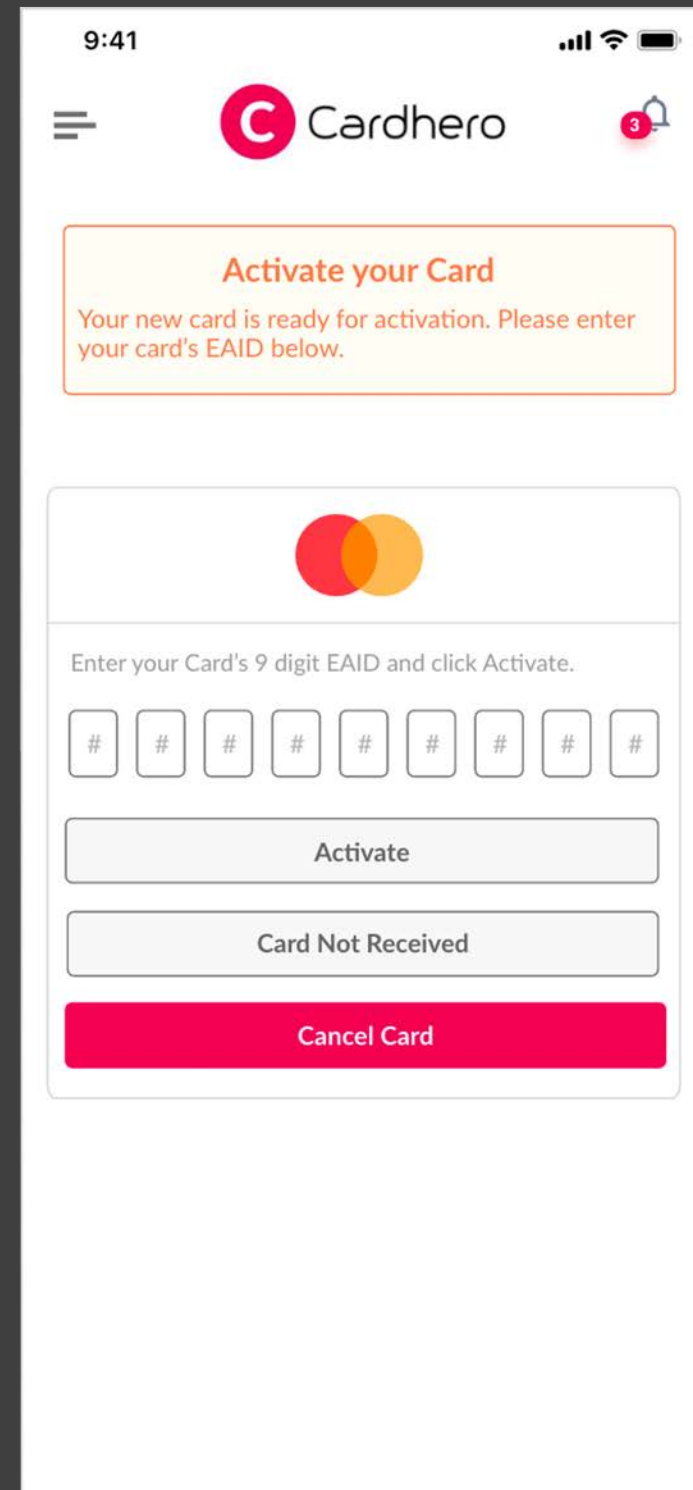 9:41
C Cardhero
3
Activate your Card
Your new card is ready for activation. Please enter
your card's EAID below.
Enter your Card's 9 digit EAID and click Activate.
# # # # # # # # #
Activate
Card Not Received
Cancel Card